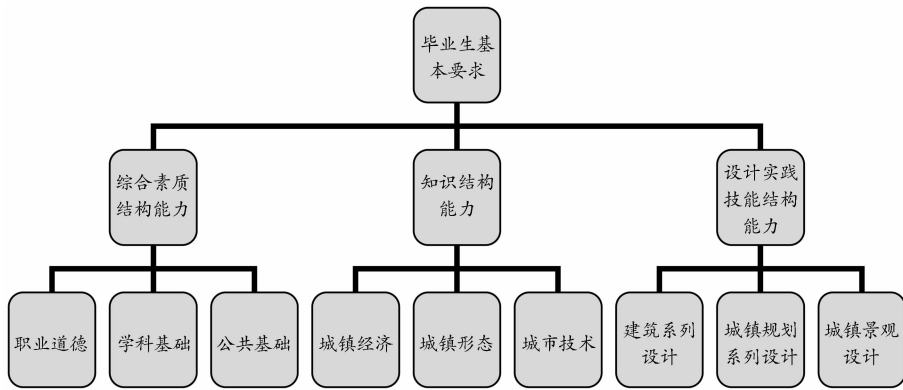 毕业生基
本要求
综合素质
结构能力
知识结构
能力
设计实践
技能结构
能力
职业道德
学科基础
公共基础
城镇经济
城镇形态
城市技术
建筑系列
设计
城镇规划
系列设计
城镇景观
设计